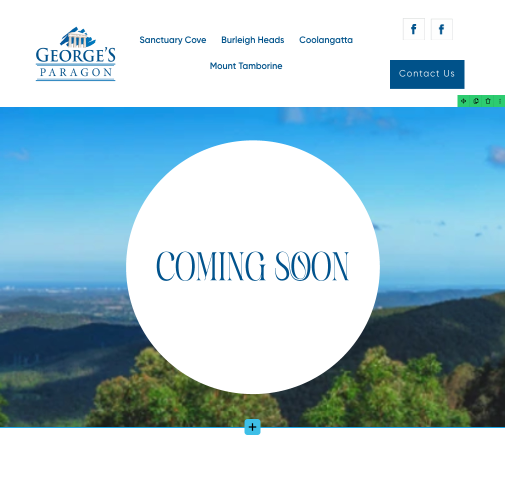 GEORGE'S
PARAGON
Sanctuary Cove
Burleigh Heads
Coolangatta
Mount Tamborine
Contact Us
COMING SOON